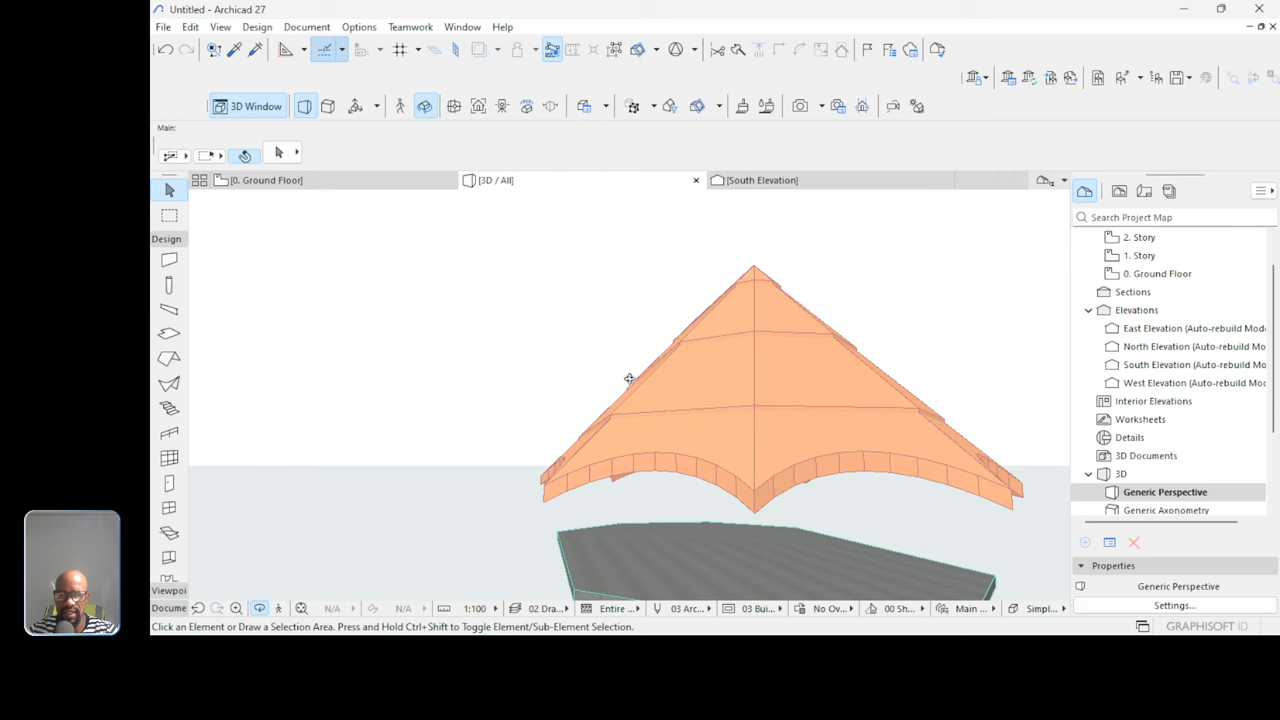 Untitled - Archicad 27
File Edit View Design Document Options Teamwork Window Help
3D Window
Main:
[0. Ground Floor]
[3D / All]
[South Elevation]
Search Project Map
Design
2. Story
1. Story
0. Ground Floor
Sections
Elevations
East Elevation (Auto-rebuild Mode
North Elevation (Auto-rebuild Mo
South Elevation (Auto-rebuild Mo
West Elevation (Auto-rebuild Mod
Interior Elevations
Worksheets
Details
3D Documents
3D
Generic Perspective
Generic Axonometry
Properties
Generic Perspective
Viewpoi
Docume
N/A
N/A
1:100
02 Dra...
Entire ...
03 Arc...
03 Bui...
No Ov...
00 Sh...
Main ...
Simpl...
Settings...
Click an Element or Draw a Selection Area. Press and Hold Ctrl+Shift to Toggle Element/Sub-Element Selection.
GRAPHISOFT ID